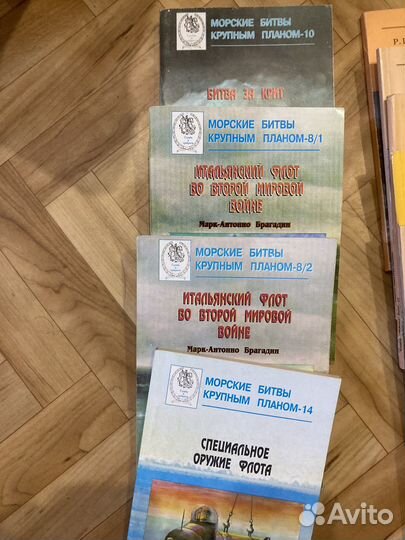 МОРСКИЕ БИТВЫ
КРУПНЫМ ПЛАНОМ-10
БИТВА ЗА КРИТ
МОРСКИЕ БИТВЫ
КРУПНЫМ ПЛАНОМ-8/1
ИТАЛЬЯНСКИЙ ФЛОТ
ВО ВТОРОЙ МИРОВОЙ
ВОЙНЕ
Марк-Антонио Брагадин
МОРСКИЕ БИТВЫ
КРУПНЫМ ПЛАНОМ-8/2
ИТАЛЬЯНСКИЙ ФЛОТ
ВО ВТОРОЙ МИРОВОЙ
ВОЙНЕ
Марк-Антонио Брагадин
МОРСКИЕ БИТВЫ
КРУПНЫМ ПЛАНОМ-14
СПЕЦИАЛЬНОЕ
ОРУЖИЕ ФЛОТА
Avito